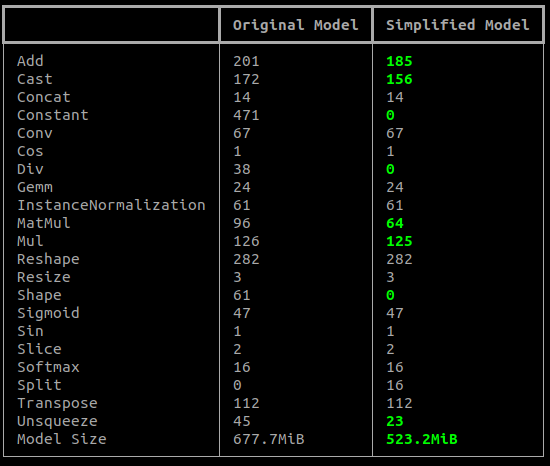 Original Model Simplified Model
Add 201 185
Cast 172 156
Concat 14 14
Constant 471 0
Conv 67 67
Cos 1 1
Div 38 0
Gemm 24 24
InstanceNormalization 61 61
MatMul 96 64
Mul 126 125
Reshape 282 282
Resize 3 3
Shape 61 0
Sigmoid 47 47
Sin 1 1
Slice 2 2
Softmax 16 16
Split 0 16
Transpose 112 112
Unsqueeze 45 23
Model Size 677.7MiB 523.2MiB